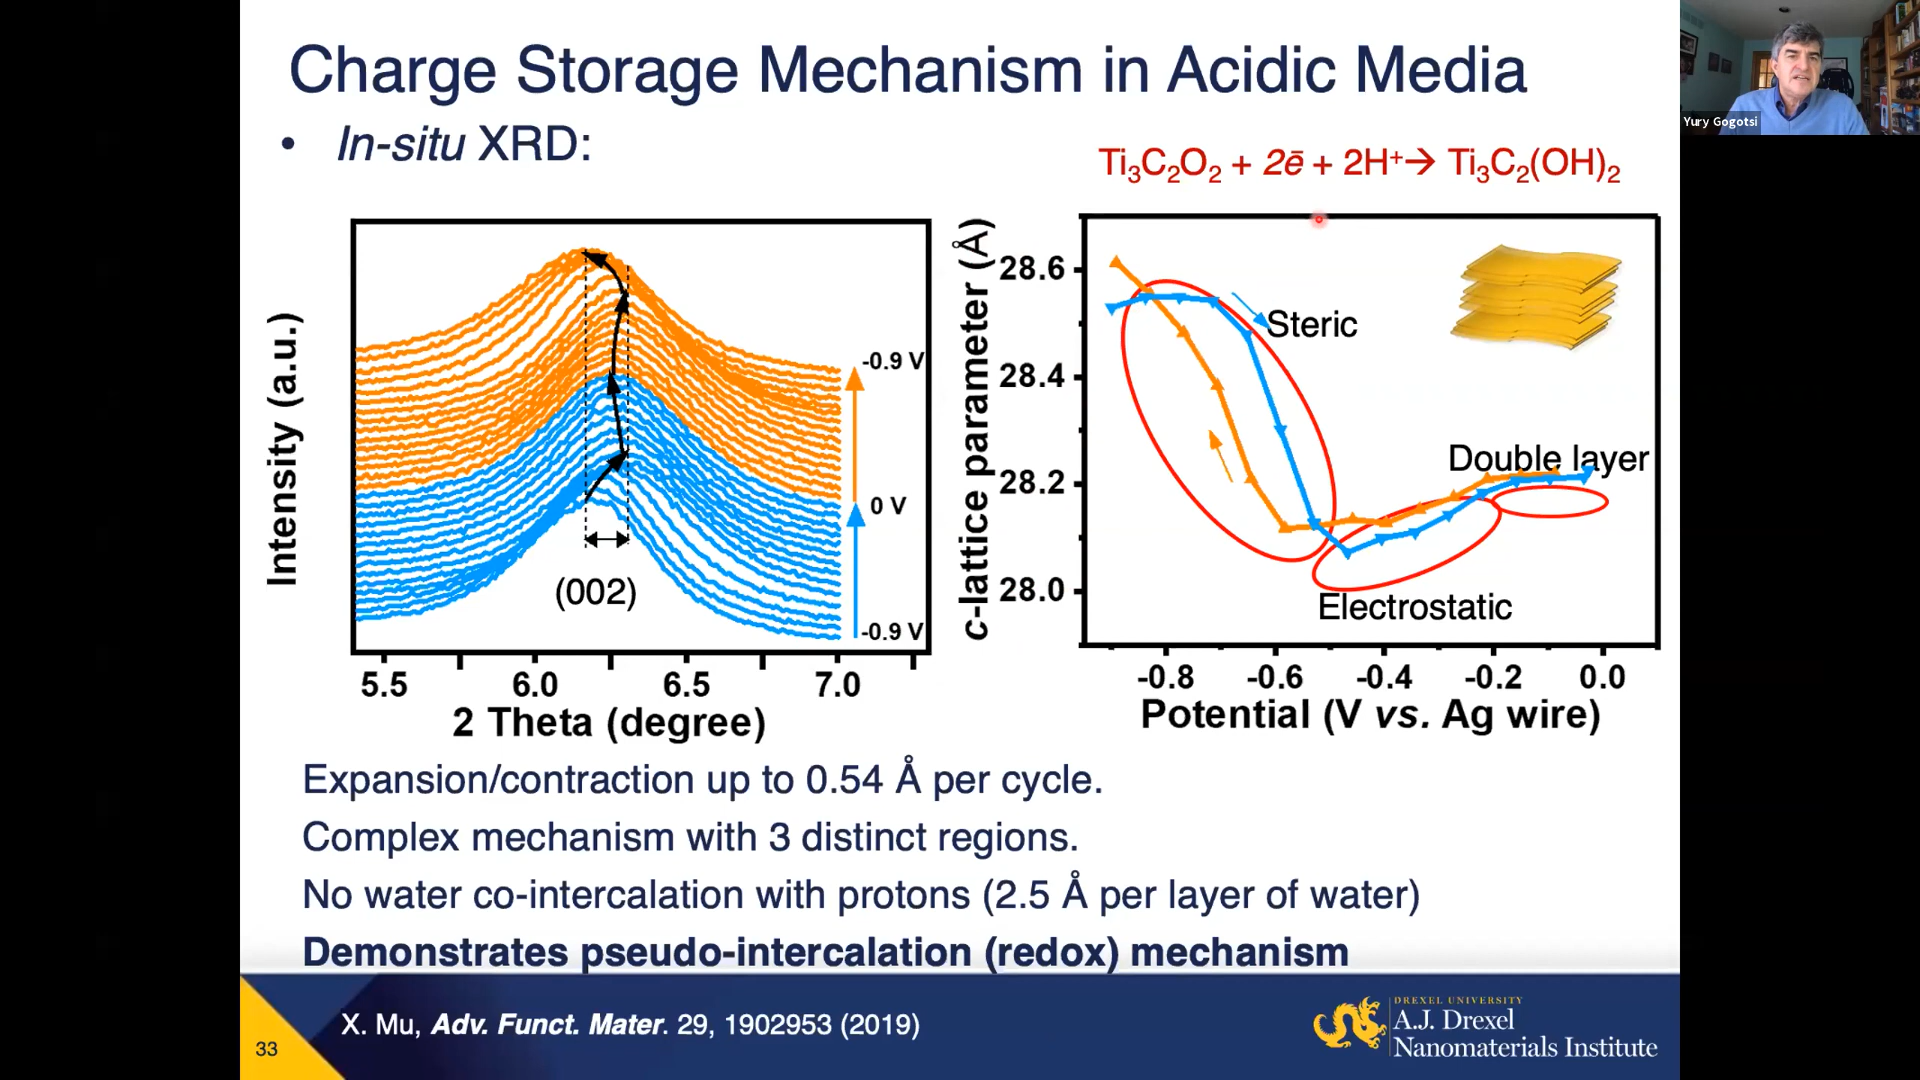 Charge Storage Mechanism in Acidic Media
Yury Gogotsi
• In-situ XRD:
Ti₃C₂O₂ + 2ē + 2H⁺→ Ti₃C₂(OH)₂
Intensity (a.u.)
-0.9 V
0 V
-0.9 V
(002)
5.5 6.0 6.5 7.0
2 Theta (degree)
c-lattice parameter (Å)
28.6
28.4
28.2
28.0
Steric
Double layer
Electrostatic
-0.8 -0.6 -0.4 -0.2 0.0
Potential (V vs. Ag wire)
Expansion/contraction up to 0.54 Å per cycle.
Complex mechanism with 3 distinct regions.
No water co-intercalation with protons (2.5 Å per layer of water)
Demonstrates pseudo-intercalation (redox) mechanism
X. Mu, Adv. Funct. Mater. 29, 1902953 (2019)
33
DREXEL UNIVERSITY
A.J. Drexel
Nanomaterials Institute